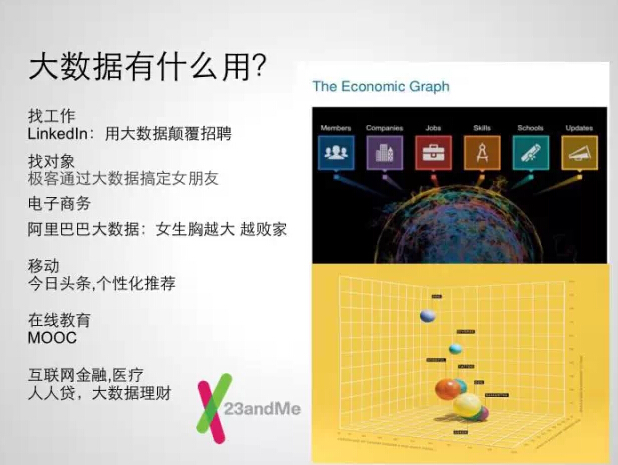 大数据有什么用?
找工作
LinkedIn：用大数据颠覆招聘
找对象
极客通过大数据搞定女朋友
电子商务
阿里巴巴大数据：女生胸越大 越败家
移动
今日头条,个性化推荐
在线教育
MOOC
互联网金融,医疗
人人贷，大数据理财
23andMe
The Economic Graph
Members Companies Jobs Skills Schools Updates